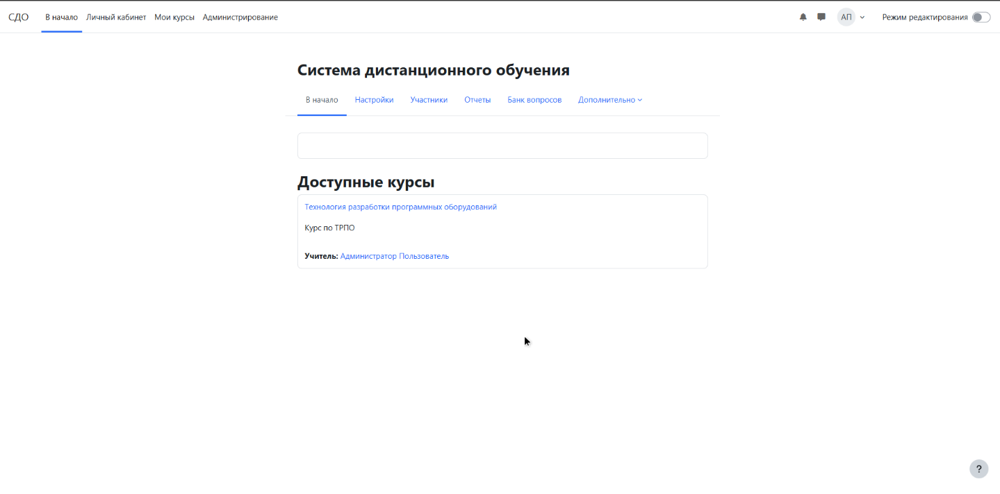 СДО В начало Личный кабинет Мои курсы Администрирование АП Режим редактирования
Система дистанционного обучения
В начало Настройки Участники Отчеты Банк вопросов Дополнительно
Доступные курсы
Технология разработки программных оборудований
Курс по ТРПО
Учитель: Администратор Пользователь
?